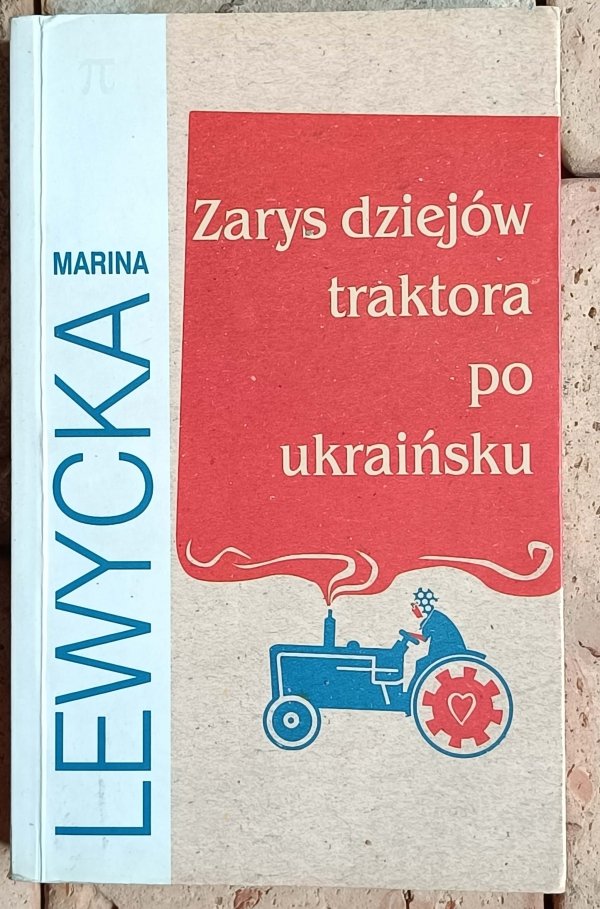 π
MARINA
LEWYCKA
Zarys dziejów
traktora
po
ukraińsku